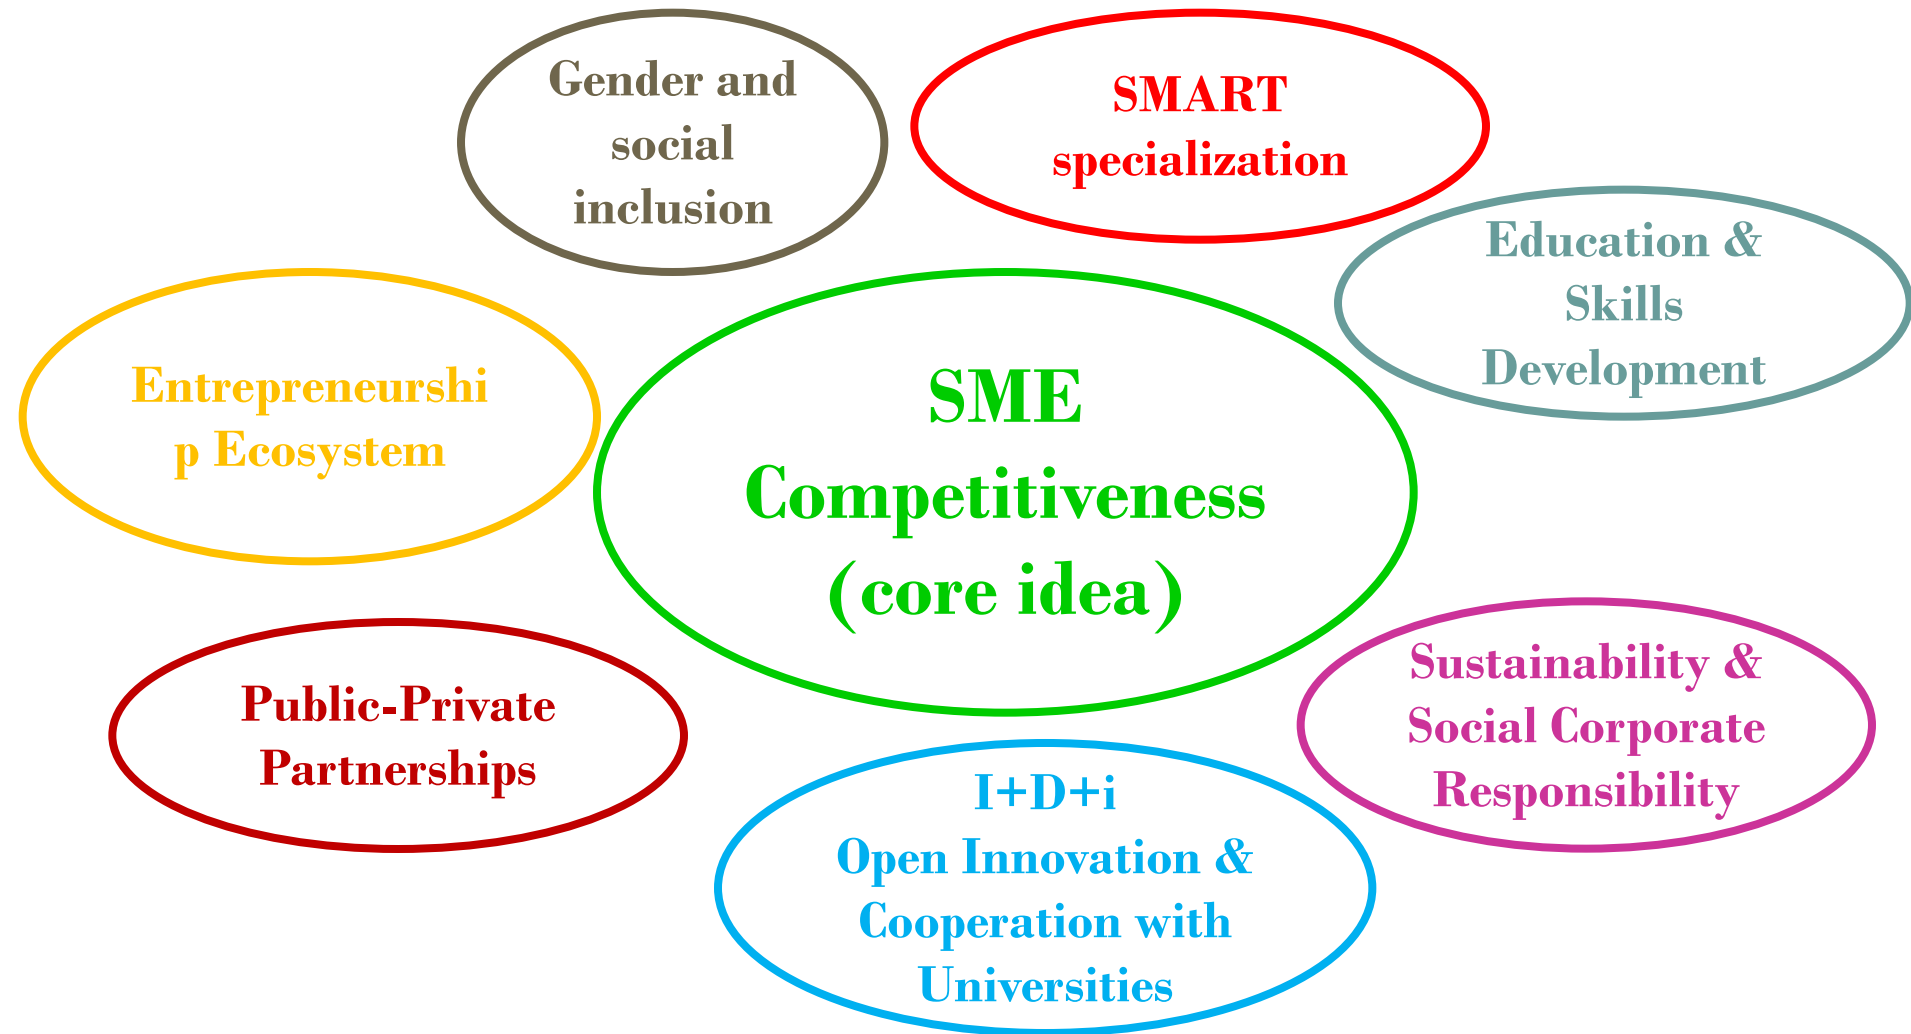 Gender and
social
inclusion
SMART
specialization
Education &
Skills
Development
Entrepreneurshi
p Ecosystem
SME
Competitiveness
(core idea)
Public-Private
Partnerships
Sustainability &
Social Corporate
Responsibility
I+D+i
Open Innovation &
Cooperation with
Universities